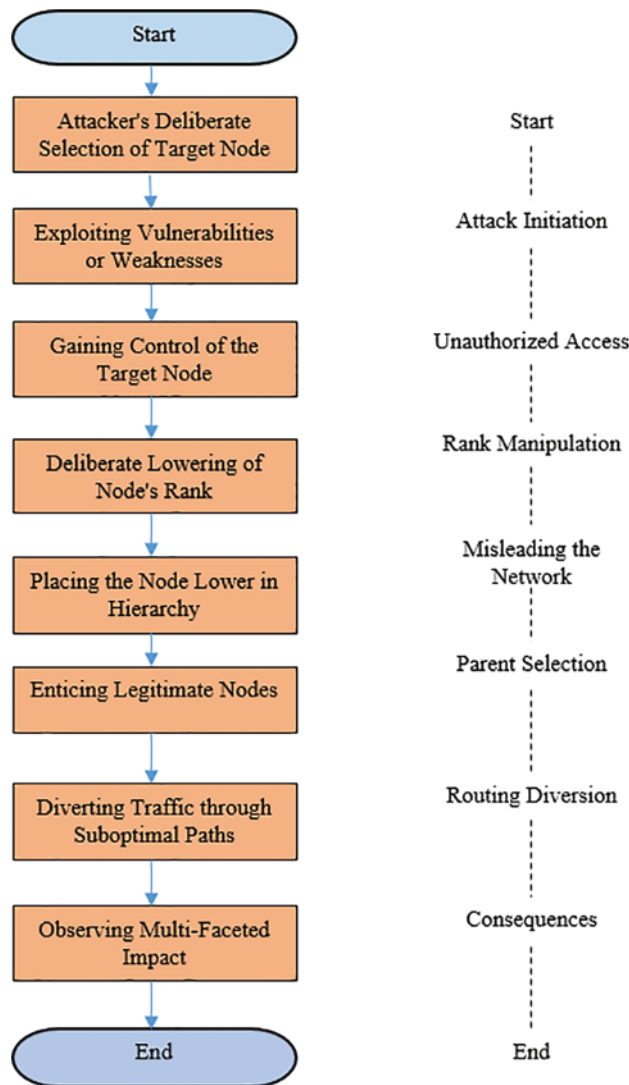 Start
Attacker's Deliberate
Selection of Target Node
Exploiting Vulnerabilities
or Weaknesses
Gaining Control of the
Target Node
Deliberate Lowering of
Node's Rank
Placing the Node Lower in
Hierarchy
Enticing Legitimate Nodes
Diverting Traffic through
Suboptimal Paths
Observing Multi-Faceted
Impact
End
Start
Attack Initiation
Unauthorized Access
Rank Manipulation
Misleading the
Network
Parent Selection
Routing Diversion
Consequences
End